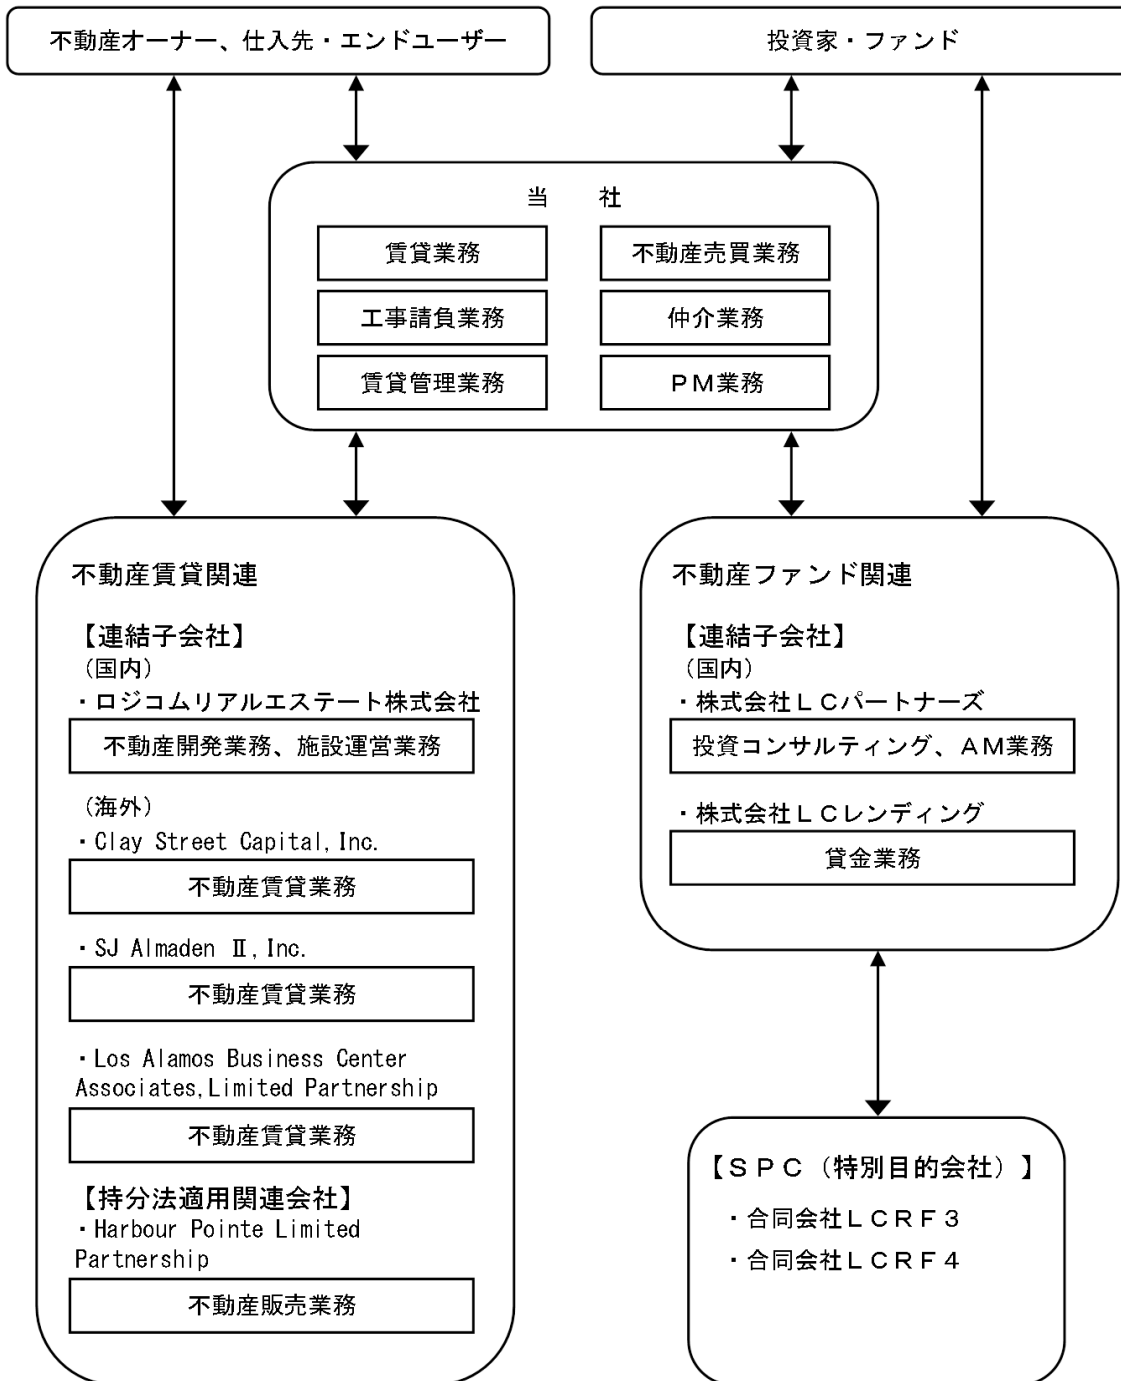 不動産オーナー、仕入先・エンドユーザー
投資家・ファンド
当　社
賃貸業務
不動産売買業務
工事請負業務
仲介業務
賃貸管理業務
ＰＭ業務
不動産賃貸関連
【連結子会社】
（国内）
・ロジコムリアルエステート株式会社
不動産開発業務、施設運営業務
（海外）
・Clay Street Capital, Inc.
不動産賃貸業務
・SJ Almaden Ⅱ, Inc.
不動産賃貸業務
・Los Alamos Business Center
Associates, Limited Partnership
不動産賃貸業務
【持分法適用関連会社】
・Harbour Pointe Limited
Partnership
不動産販売業務
不動産ファンド関連
【連結子会社】
（国内）
・株式会社ＬＣパートナーズ
投資コンサルティング、ＡＭ業務
・株式会社ＬＣレンディング
貸金業務
【ＳＰＣ（特別目的会社）】
・合同会社ＬＣＲＦ３
・合同会社ＬＣＲＦ４